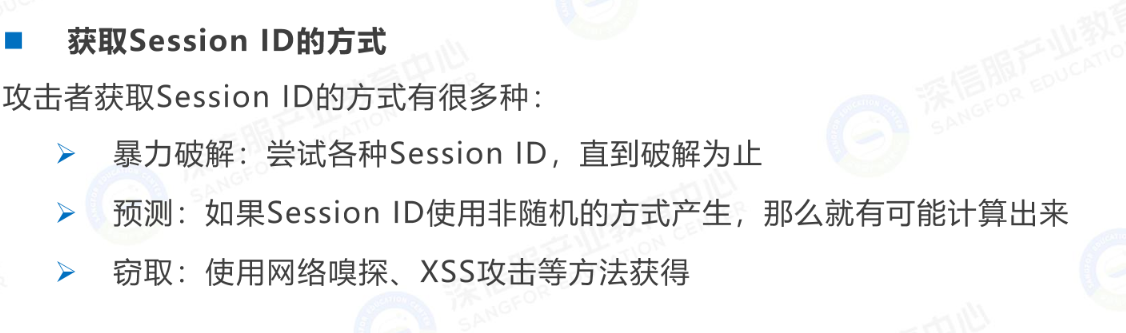 获取Session ID的方式
攻击者获取Session ID的方式有很多种：
暴力破解：尝试各种Session ID，直到破解为止
预测：如果Session ID使用非随机的方式产生，那么就有可能计算出来
窃取：使用网络嗅探、XSS攻击等方法获得
深信服产业教育中心
SANGFOR EDUCATION CENTER